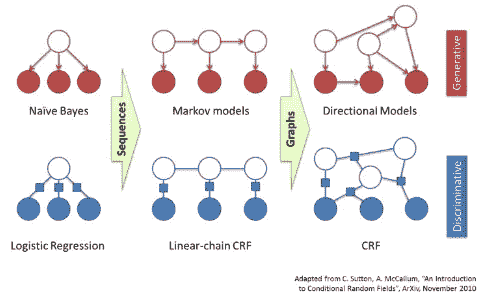 Naïve Bayes
Markov models
Directional Models
Generative
Sequences
Graphs
Logistic Regression
Linear-chain CRF
CRF
Discriminative
Adapted from C. Sutton, A. McCallum, "An Introduction
to Conditional Random Fields", ArXiv, November 2010